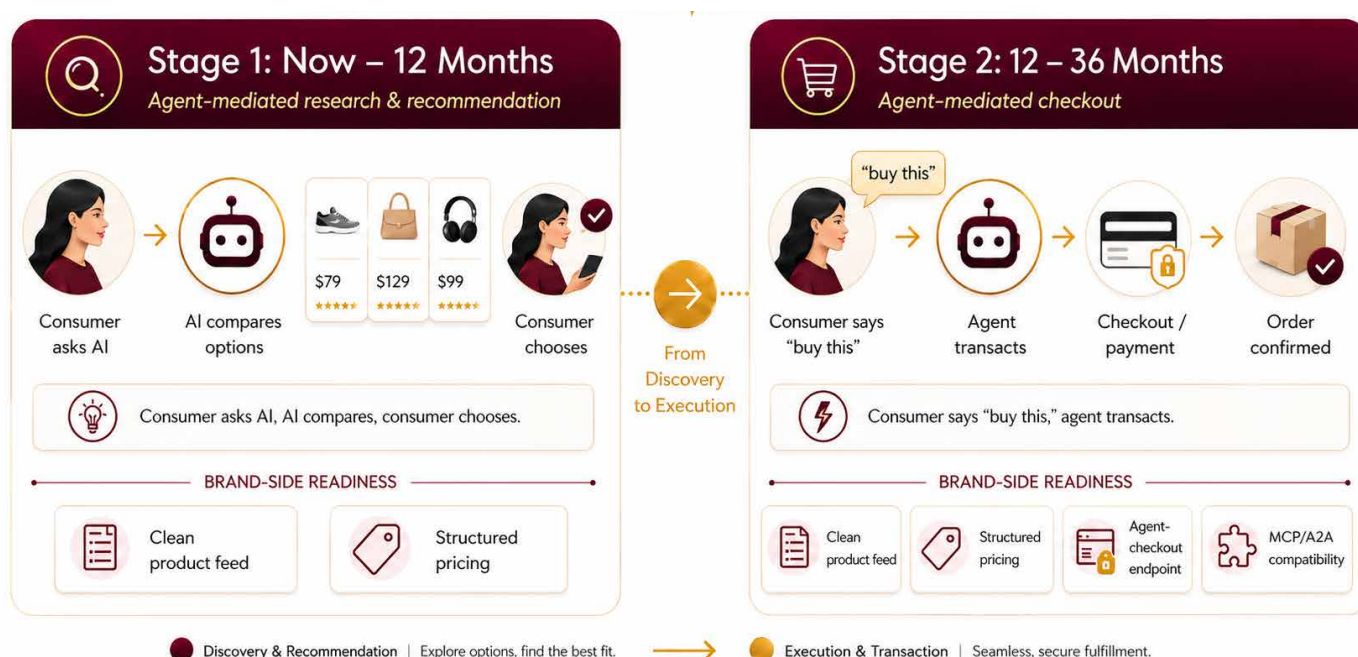 Stage 1: Now – 12 Months
Agent-mediated research & recommendation
Consumer
asks AI
AI compares
options
$79
$129
$99
Consumer
chooses
Consumer asks AI, AI compares, consumer chooses.
BRAND-SIDE READINESS
Clean
product feed
Structured
pricing
From
Discovery
to Execution
Stage 2: 12 – 36 Months
Agent-mediated checkout
“buy this”
Consumer says
“buy this”
Agent
transacts
Checkout /
payment
Order
confirmed
Consumer says “buy this,” agent transacts.
BRAND-SIDE READINESS
Clean
product feed
Structured
pricing
Agent-
checkout
endpoint
MCP/A2A
compatibility
Discovery & Recommendation | Explore options, find the best fit.
Execution & Transaction | Seamless, secure fulfillment.